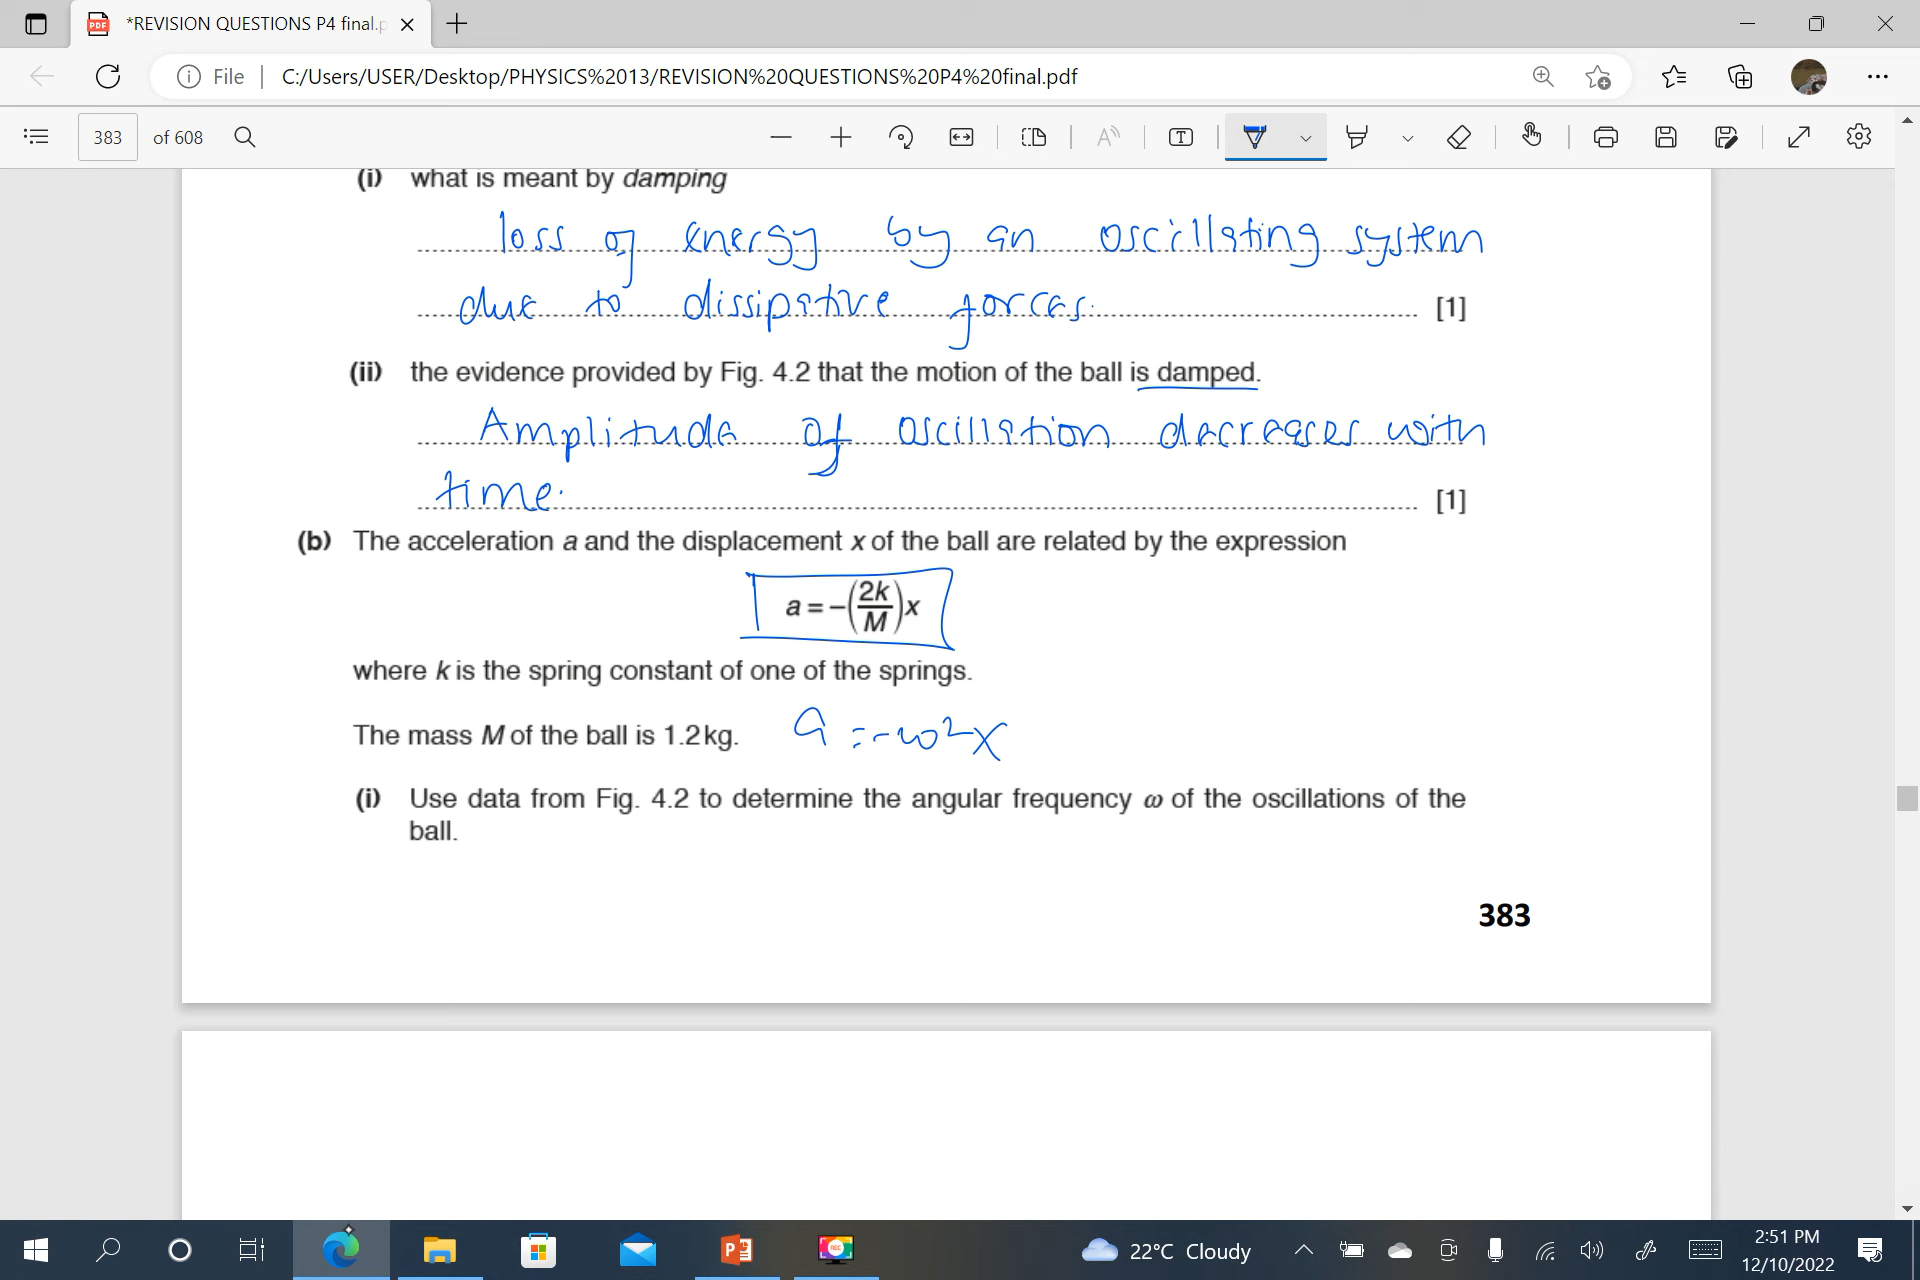 *REVISION QUESTIONS P4 final.p
File C:/Users/USER/Desktop/PHYSICS%2013/REVISION%20QUESTIONS%20P4%20final.pdf
383 of 608
(i) what is meant by damping
loss of energy by an oscillating system
due to dissipative forces. [1]
(ii) the evidence provided by Fig. 4.2 that the motion of the ball is damped.
Amplitude of oscillation decreases with
time. [1]
(b) The acceleration a and the displacement x of the ball are related by the expression
a = –(2k/M)x
where k is the spring constant of one of the springs.
The mass M of the ball is 1.2 kg. a = -ω²x
(i) Use data from Fig. 4.2 to determine the angular frequency ω of the oscillations of the
ball.
383
22°C Cloudy
2:51 PM
12/10/2022